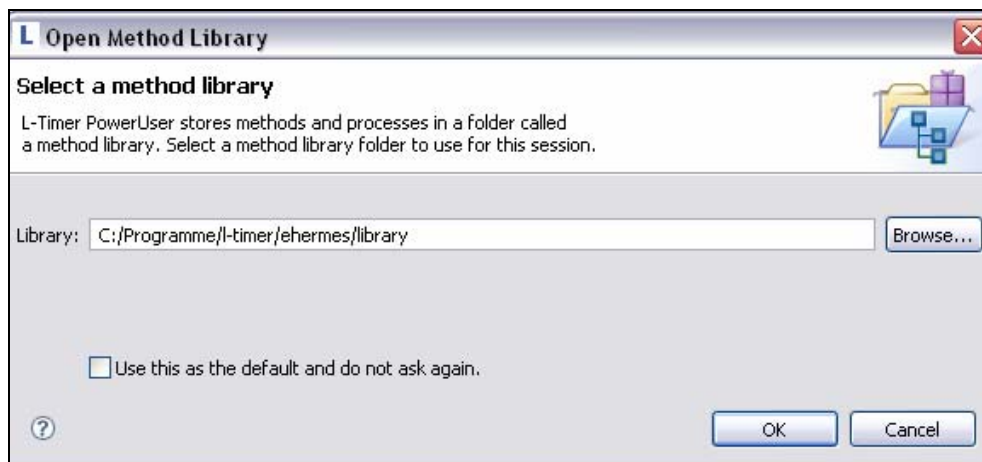 L Open Method Library
Select a method library
L-Timer PowerUser stores methods and processes in a folder called
a method library. Select a method library folder to use for this session.
Library: C:/Programme/l-timer/ehermes/library Browse...
Use this as the default and do not ask again.
? OK Cancel